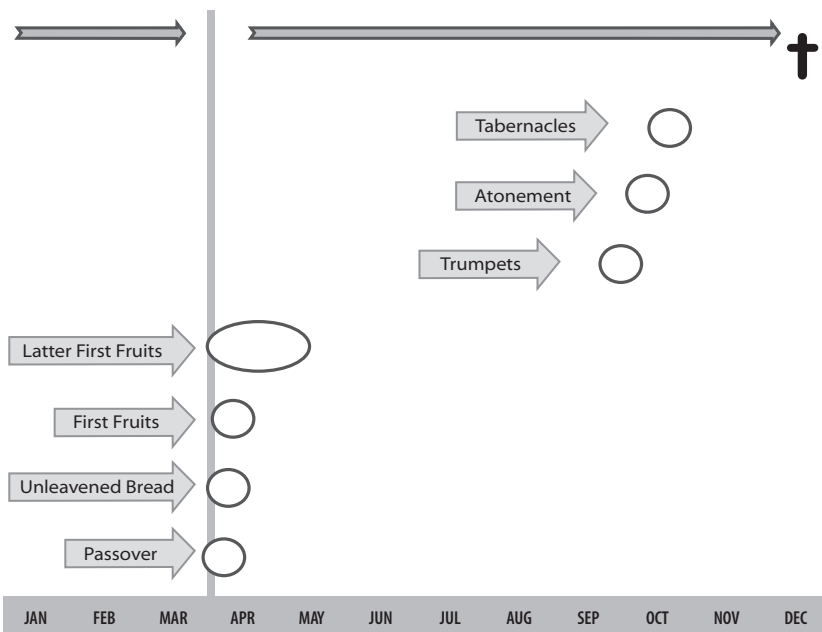 Tabernacles
Atonement
Trumpets
Latter First Fruits
First Fruits
Unleavened Bread
Passover
JAN FEB MAR APR MAY JUN JUL AUG SEP OCT NOV DEC